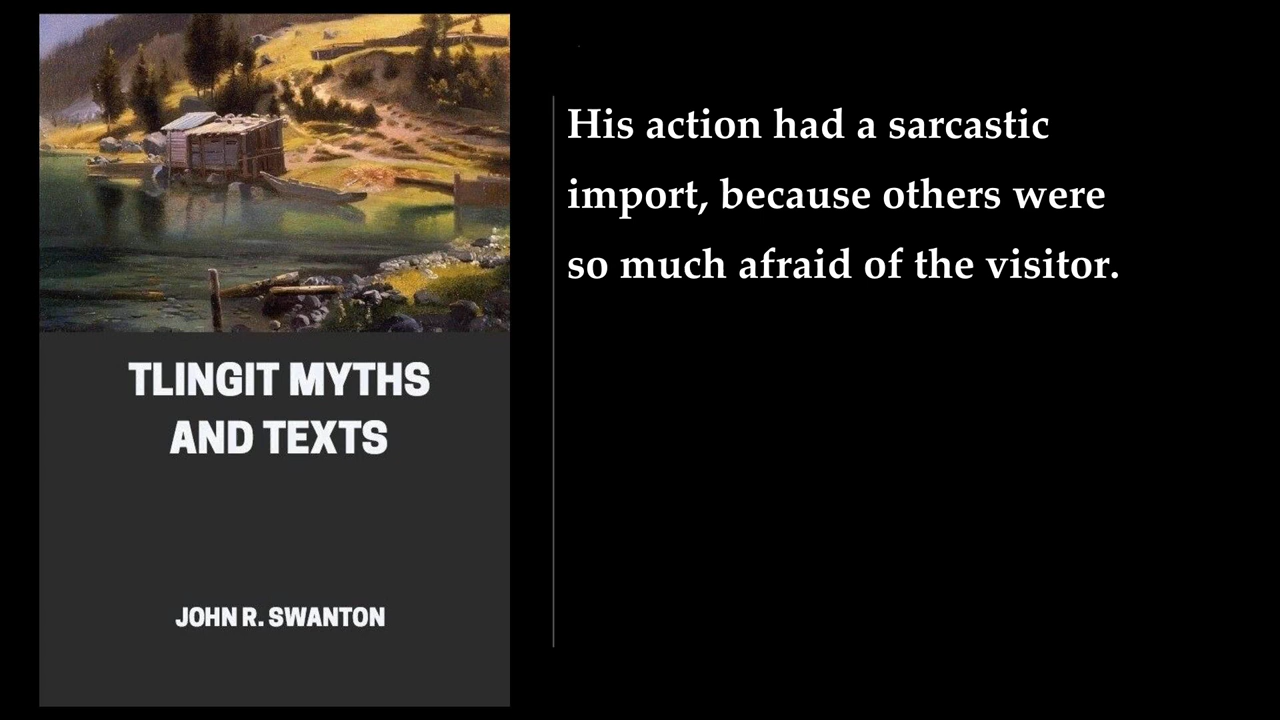 TLINGIT MYTHS
AND TEXTS
JOHN R. SWANTON
His action had a sarcastic
import, because others were
so much afraid of the visitor.